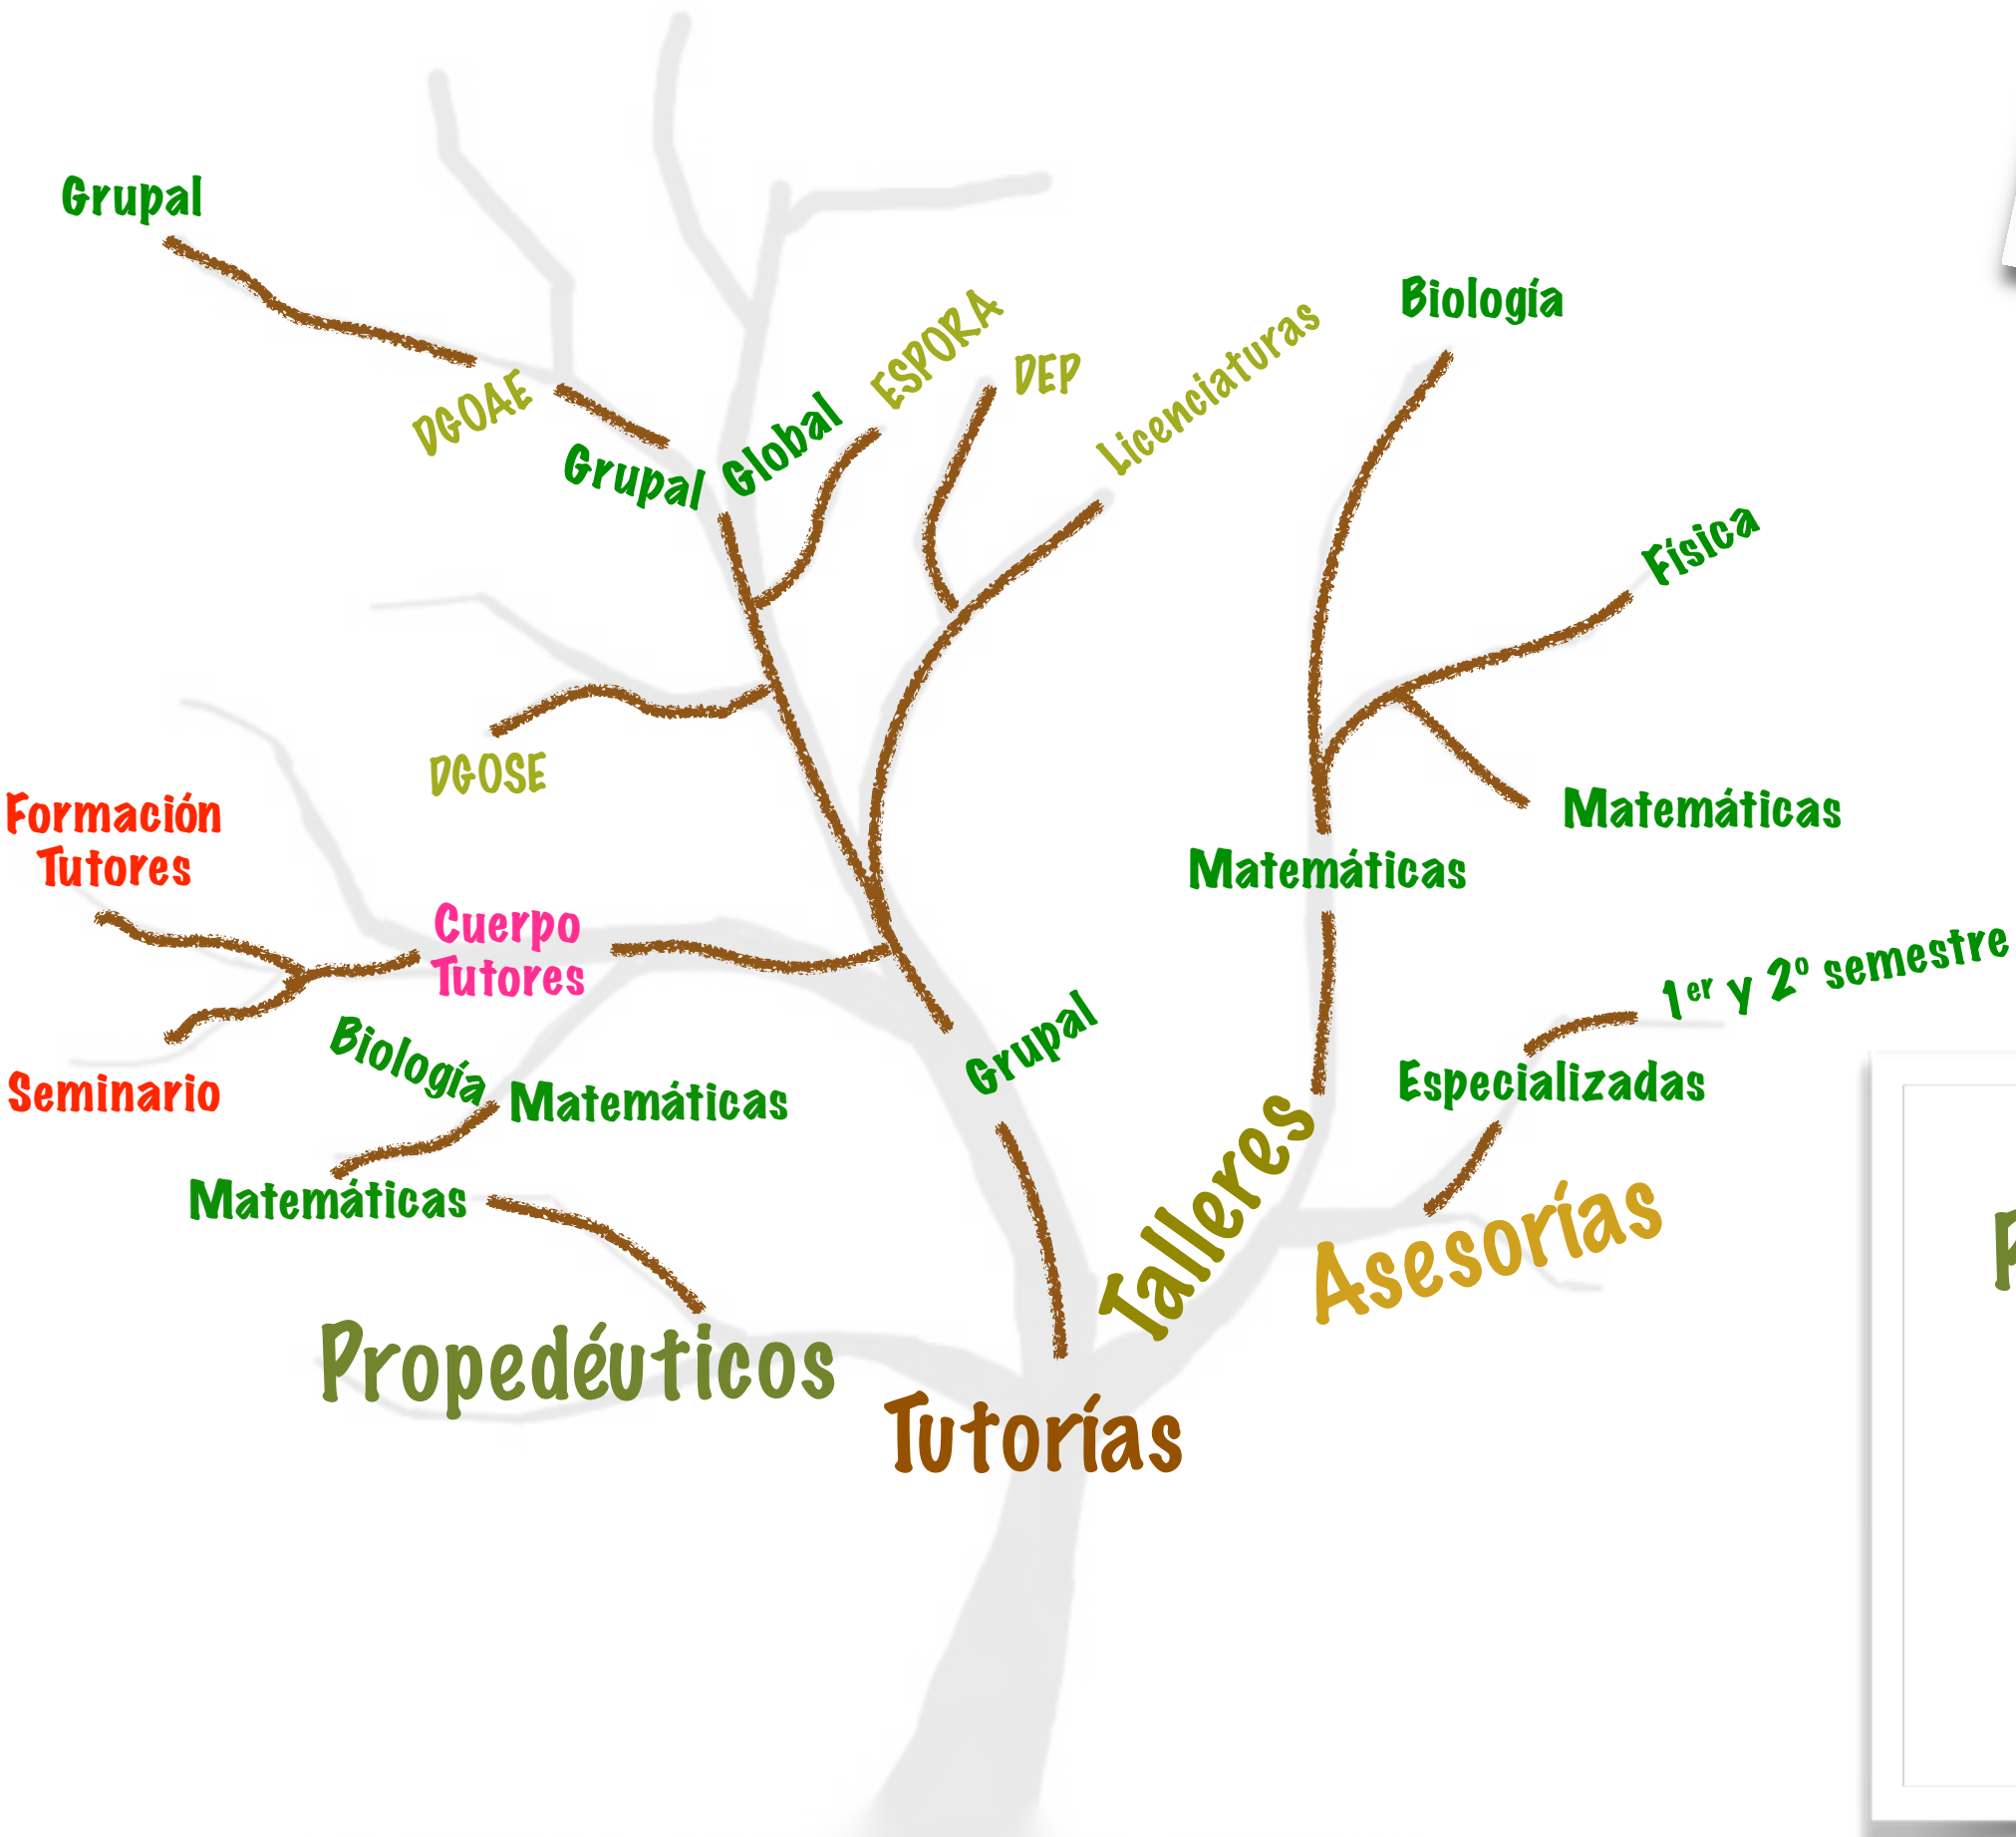 Grupal
Biología
ESPORA
DEP
Licenciaturas
DGOAE
Grupal Global
Física
DGOSE
Matemáticas
Formación
Tutores
Matemáticas
Cuerpo
Tutores
1er y 2º semestre
Grupal
Seminario
Biología
Matemáticas
Especializadas
Matemáticas
Talleres
Asesorías
Propedéuticos
Tutorías